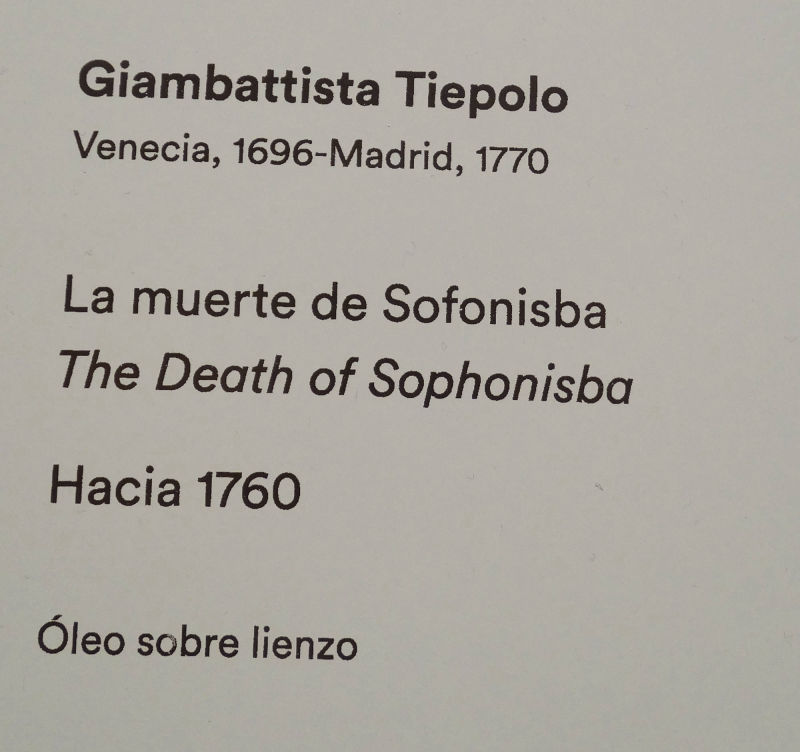 Giambattista Tiepolo
Venecia, 1696-Madrid, 1770
La muerte de Sofonisba
The Death of Sophonisba
Hacia 1760
Óleo sobre lienzo